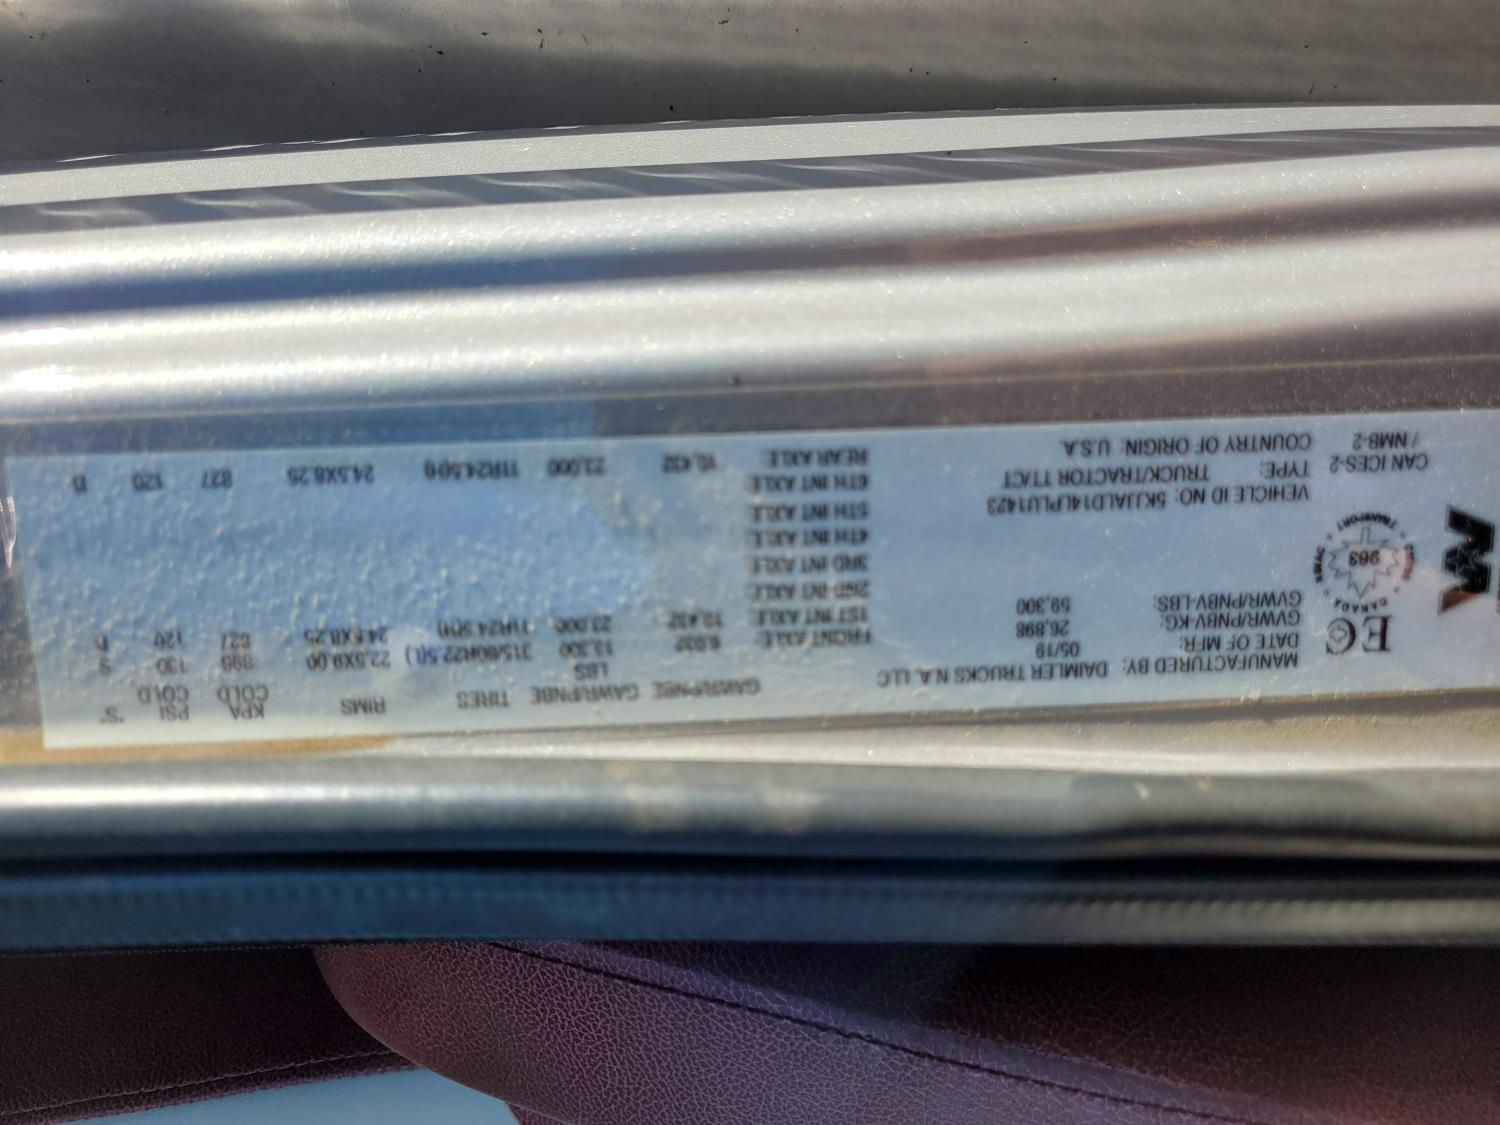 MANUFACTURED BY: DAIMLER TRUCKS N.A. LLC
DATE OF MFR: 05/19
GVWR/PNBV-KG: 26,898
GVWR/PNBV-LBS: 59,300
VEHICLE ID NO: 5KJJALD14LPLU1423
TYPE: TRUCK/TRACTOR TT/CT
COUNTRY OF ORIGIN: U.S.A.
EC
CANADA
TRANSPORT
963
CAN ICES-2
/ NMB-2
GAWR/PNBE GAWR/PNBE LBS TIRES RIMS KPA COLD PSI COLD "S"
FRONT AXLE: 6,032 13,300 315/80R22.5(L) 22.5X9.00 896 130 S
1ST INT AXLE: 10,432 23,000 11R24.5(H) 24.5X8.25 827 120 D
2ND INT AXLE:
3RD INT AXLE:
4TH INT AXLE:
5TH INT AXLE:
6TH INT AXLE:
REAR AXLE: 10,432 23,000 11R24.5(H) 24.5X8.25 827 120 D